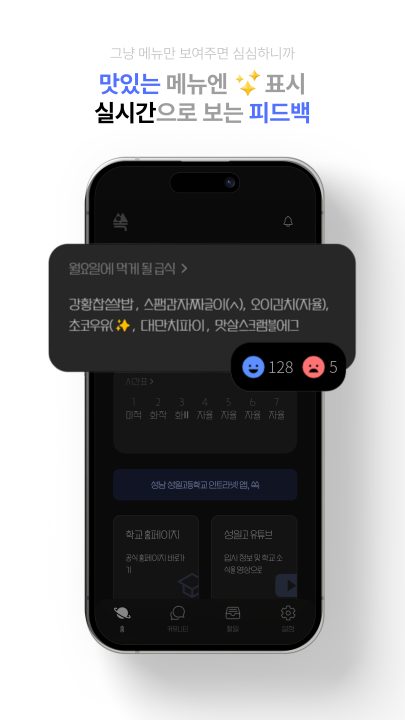 그냥 메뉴만 보여주면 심심하니까
맛있는 메뉴엔 ✨ 표시
실시간으로 보는 피드백
월요일에 먹게 될 급식 >
강황찹쌀밥, 스팸감자짜글이(人), 오이김치(자율),
초코우유(✨, 대만치파이, 맛살스크램블에그
128 5
시간표 >
1 2 3 4 5 6 7
미적 화작 화II 자율 자율 자율 자율
성남 성일고등학교 인트라넷 앱, 쏙.
학교 홈페이지
공식 홈페이지 바로가
기
성일고 유튜브
입시 정보 및 학교 소
식을 영상으로
홈 커뮤니티 설정